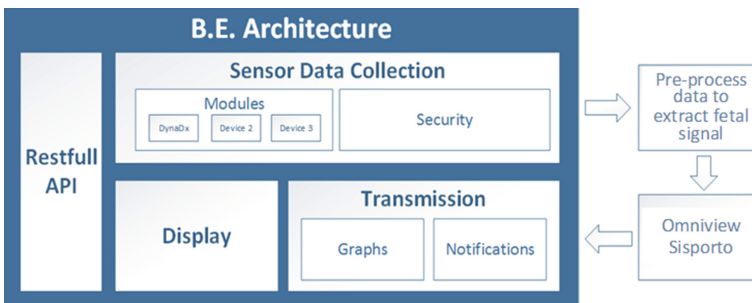 B.E. Architecture
Sensor Data Collection
Modules
DynaDx
Device 2
Device 3
Security
Restfull
API
Display
Transmission
Graphs
Notifications
Pre-process
data to
extract fetal
signal
Omniview
Sisporto